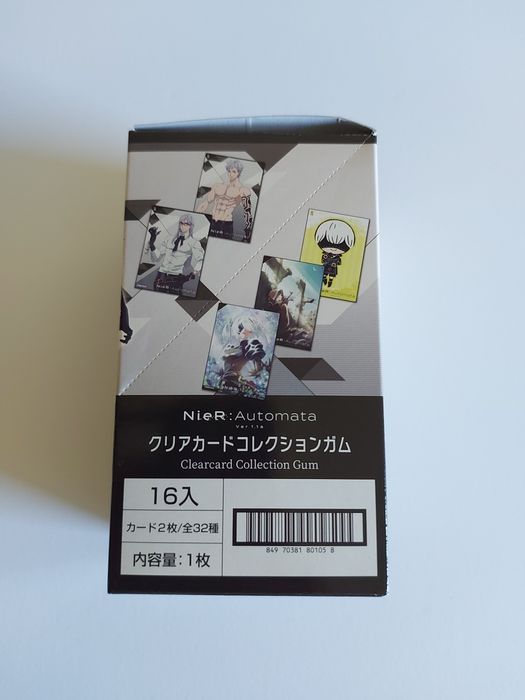 NieR:Automata
Ver 1.1a
クリアカードコレクションガム
Clearcard Collection Gum
16入
カード2枚/全32種
内容量:1枚
849 70381 80105 8